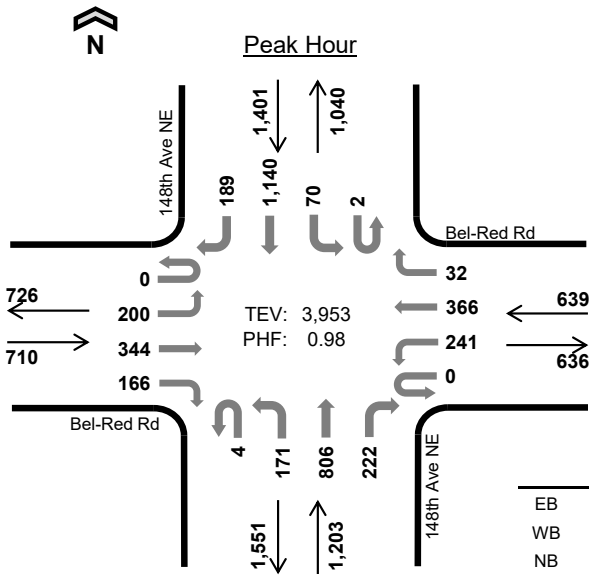 N
Peak Hour
148th Ave NE
1,401
1,040
189
1,140
70
2
Bel-Red Rd
0
32
726
200
TEV: 3,953
366
639
710
344
PHF: 0.98
241
636
166
0
Bel-Red Rd
4
171
806
222
148th Ave NE
1,551
1,203
EB
WB
NB